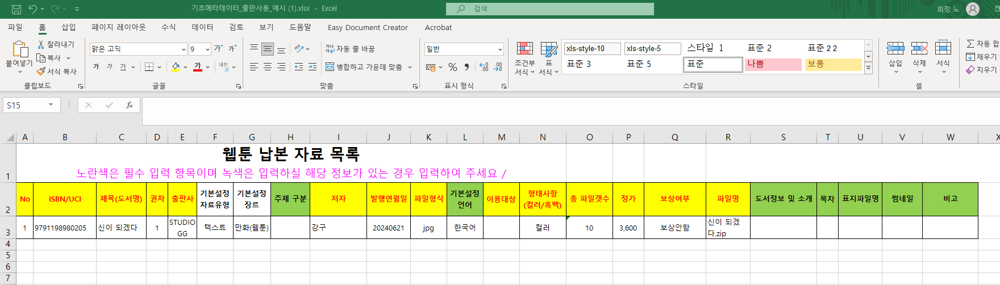 기초메타데이터_출판사용_예시 (1).xlsx - Excel
검색
희정 노
파일 홈 삽입 페이지 레이아웃 수식 데이터 검토 보기 도움말 Easy Document Creator Acrobat
붙여넣기
잘라내기
복사
서식 복사
클립보드
맑은 고딕 9 가 가
가 가 가 가 내천
글꼴
자동 줄 바꿈
병합하고 가운데 맞춤
맞춤
일반
표시 형식
조건부 서식
표 서식
xls-style-10 xls-style-5 스타일 1 표준 2 표준 2 2
표준 3 표준 5 표준 나쁨 보통
스타일
삽입 삭제 서식
셀
자동 합
채우기
지우기
S15 fx
A B C D E F G H I J K L M N O P Q R S T U V W X
1
웹툰 납본 자료 목록
노란색은 필수 입력 항목이며 녹색은 입력하실 해당 정보가 있는 경우 입력하여 주세요 /
2 No ISBN/UCI 제목(도서명) 권차 출판사 기본설정 자료유형 기본설정 장르 주제 구분 저자 발행연월일 파일형식 기본설정 언어 이용대상 형태사항 (컬러/흑백) 총 파일갯수 정가 보상여부 파일명 도서정보 및 소개 목차 표지파일명 썸네일 비고
3 1 9791198980205 신이 되겠다 1 STUDIO GG 텍스트 만화(웹툰) 강구 20240621 jpg 한국어 컬러 10 3,600 보상안함 신이 되겠다.zip
4
5
6
7